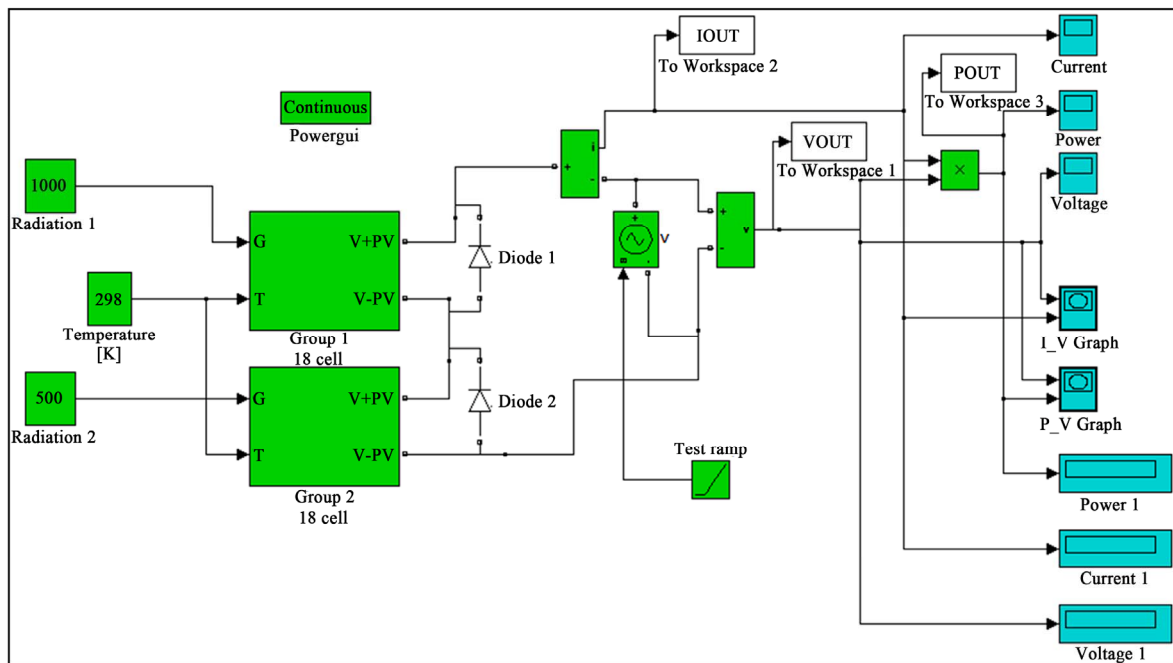 IOUT
To Workspace 2
Current
POUT
To Workspace 3
Power
Continuous
Powergui
VOUT
To Workspace 1
Voltage
1000
Radiation 1
+
i
-
×
G
V+PV
Diode 1
+
V
+
-
v
298
Temperature
[K]
T
V-PV
Group 1
18 cell
I_V Graph
500
Radiation 2
G
V+PV
Diode 2
P_V Graph
T
V-PV
Group 2
18 cell
Test ramp
Power 1
Current 1
Voltage 1